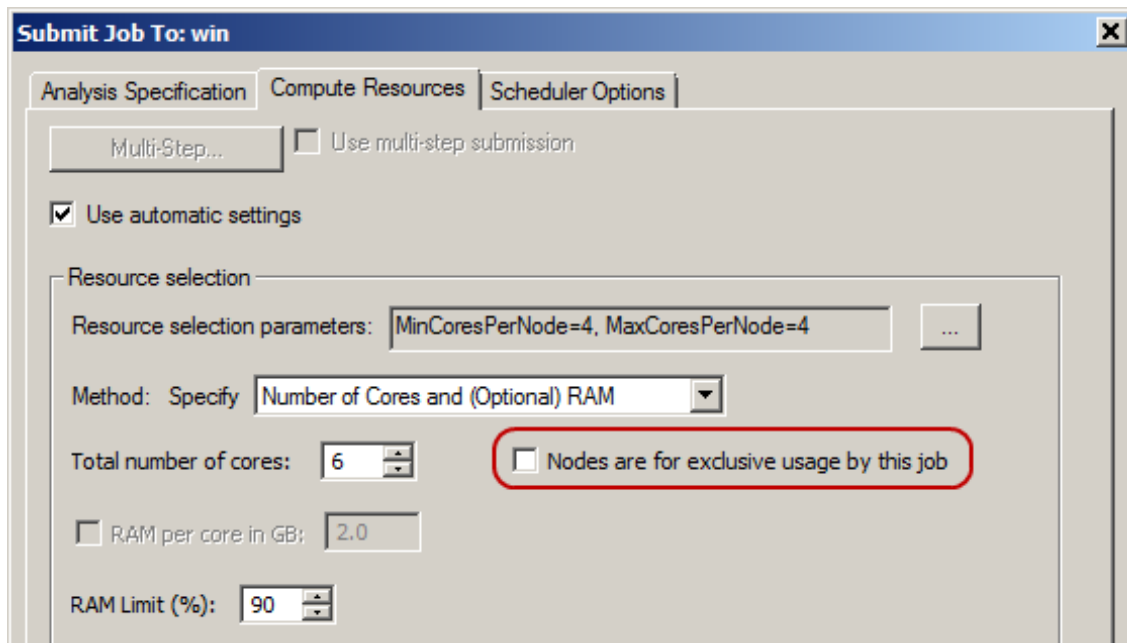 Submit Job To: win
Analysis Specification Compute Resources Scheduler Options
Multi-Step... Use multi-step submission
Use automatic settings
Resource selection
Resource selection parameters: MinCoresPerNode=4, MaxCoresPerNode=4 ...
Method: Specify Number of Cores and (Optional) RAM
Total number of cores: 6 Nodes are for exclusive usage by this job
RAM per core in GB: 2.0
RAM Limit (%): 90